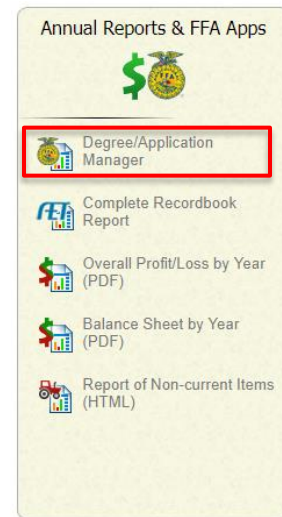 Annual Reports & FFA Apps
$
Degree/Application
Manager
AET
Complete Recordbook
Report
Overall Profit/Loss by Year
(PDF)
Balance Sheet by Year
(PDF)
Report of Non-current Items
(HTML)